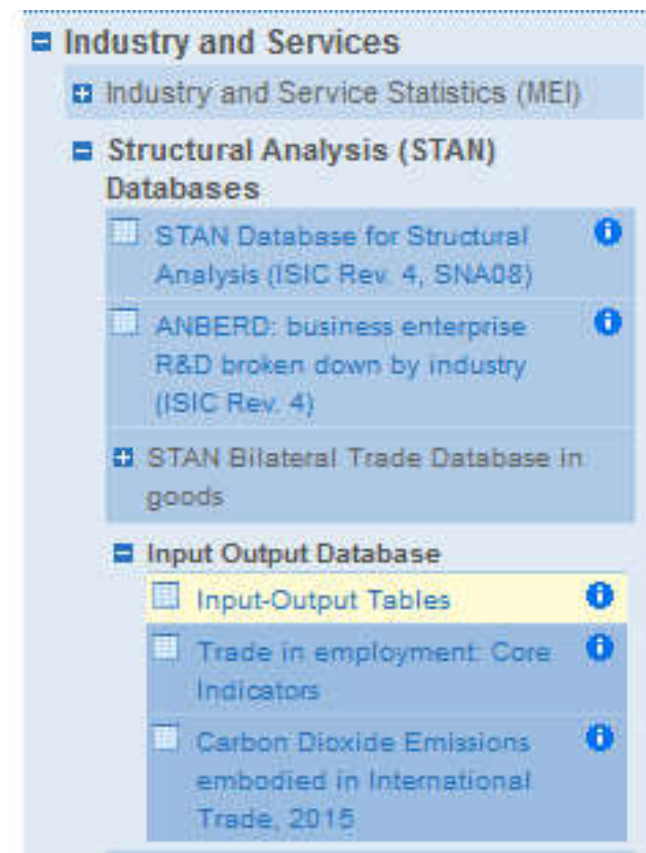 Industry and Services
Industry and Service Statistics (MEI)
Structural Analysis (STAN)
Databases
STAN Database for Structural
Analysis (ISIC Rev. 4, SNA08)
ANBERD: business enterprise
R&D broken down by industry
(ISIC Rev. 4)
STAN Bilateral Trade Database in
goods
Input Output Database
Input-Output Tables
Trade in employment: Core
Indicators
Carbon Dioxide Emissions
embodied in International
Trade, 2015